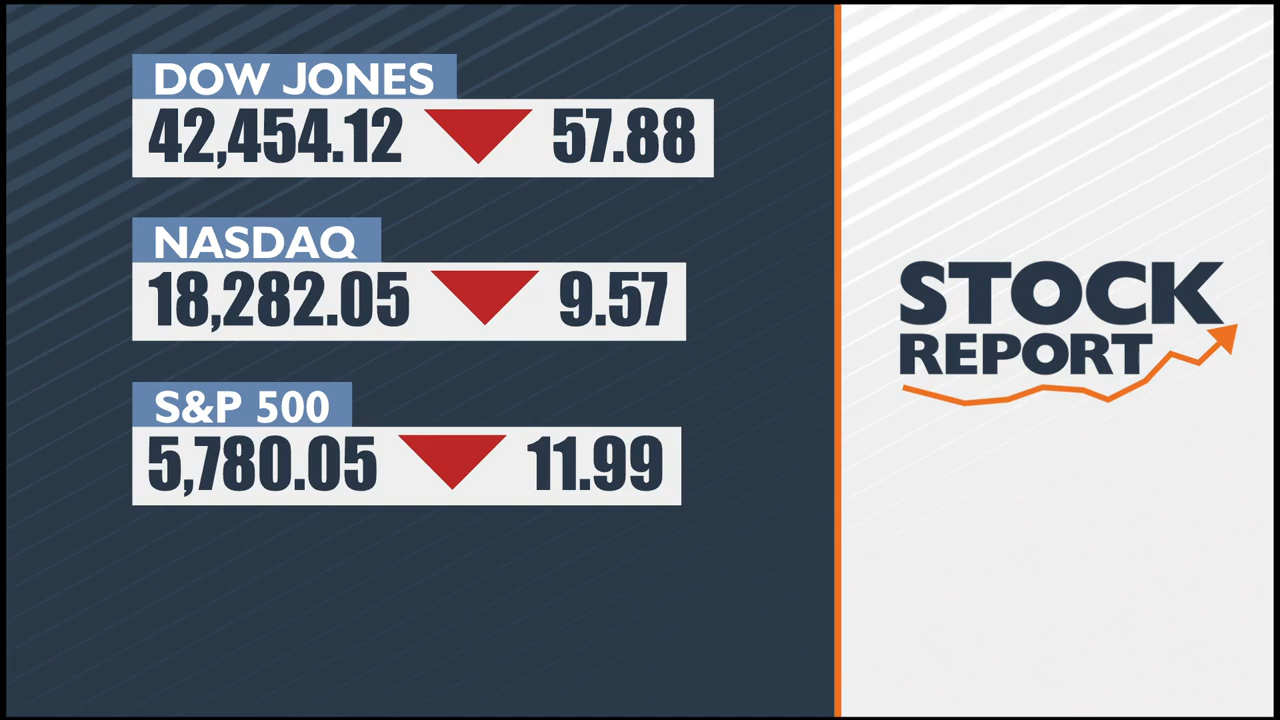 DOW JONES
42,454.12 57.88
NASDAQ
18,282.05 9.57
S&P 500
5,780.05 11.99
STOCK
REPORT